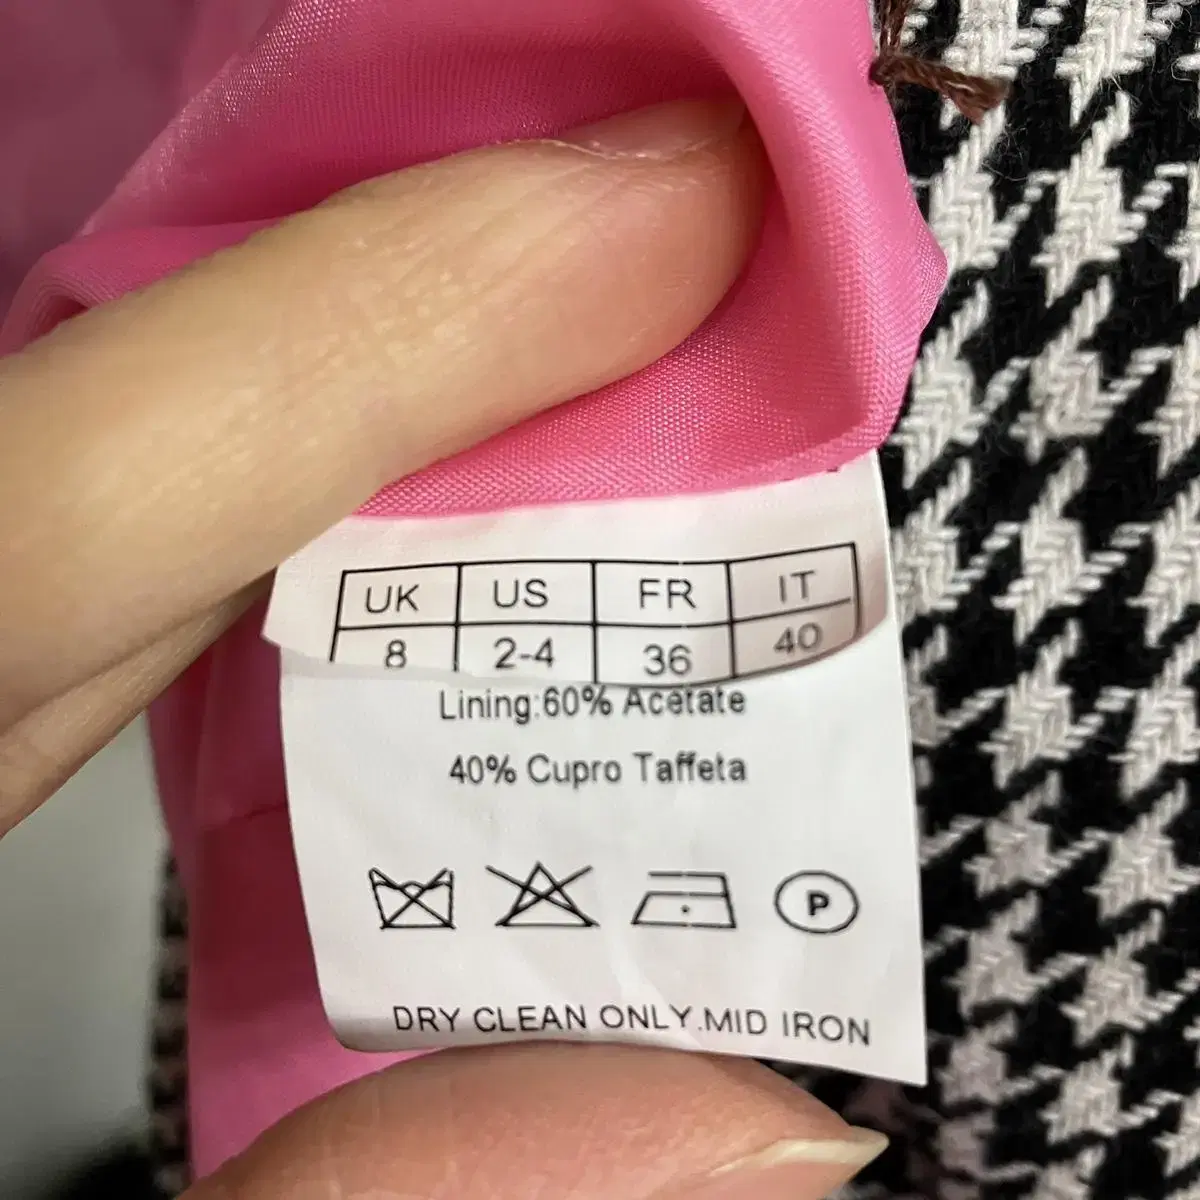 UK US FR IT
8 2-4 36 40
Lining:60% Acetate
40% Cupro Taffeta
P
DRY CLEAN ONLY.MID IRON